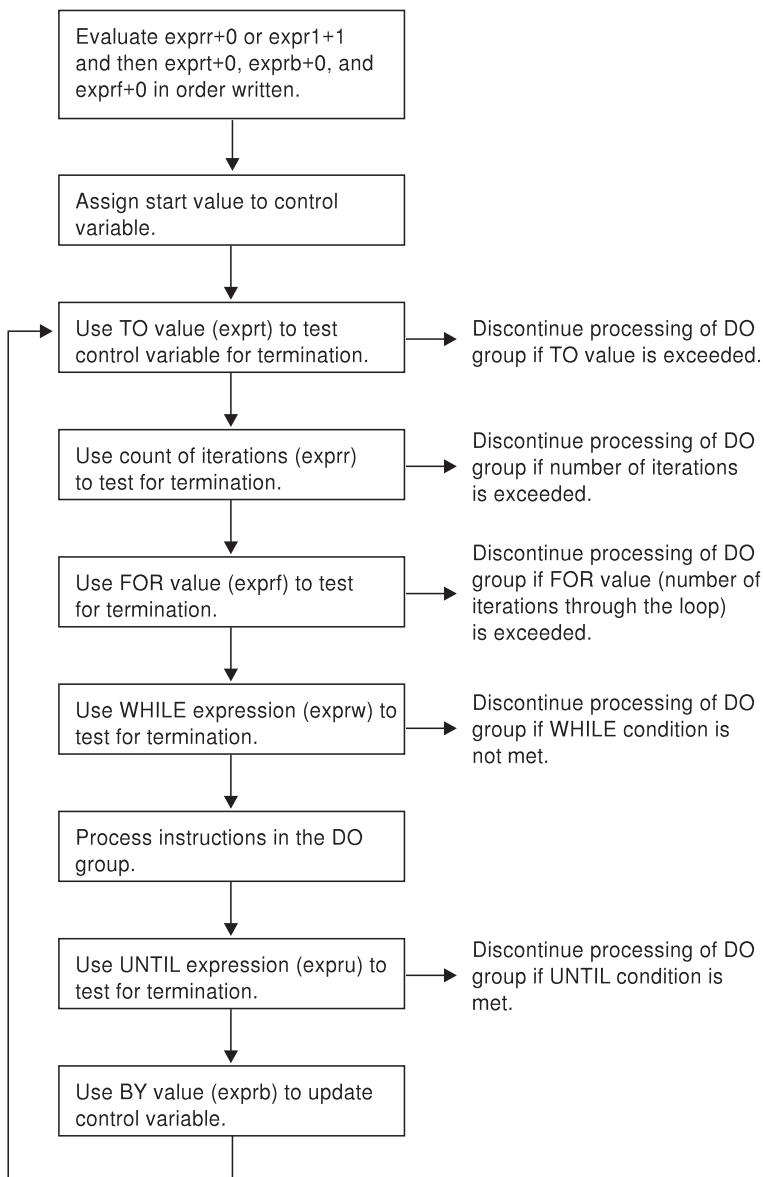 Evaluate exprr+0 or expr1+1
and then exprt+0, exprb+0, and
exprf+0 in order written.
Assign start value to control
variable.
Use TO value (exprt) to test
control variable for termination.
Discontinue processing of DO
group if TO value is exceeded.
Use count of iterations (exprr)
to test for termination.
Discontinue processing of DO
group if number of iterations
is exceeded.
Use FOR value (exprf) to test
for termination.
Discontinue processing of DO
group if FOR value (number of
iterations through the loop)
is exceeded.
Use WHILE expression (exprw) to
test for termination.
Discontinue processing of DO
group if WHILE condition is
not met.
Process instructions in the DO
group.
Use UNTIL expression (expru) to
test for termination.
Discontinue processing of DO
group if UNTIL condition is
met.
Use BY value (exprb) to update
control variable.